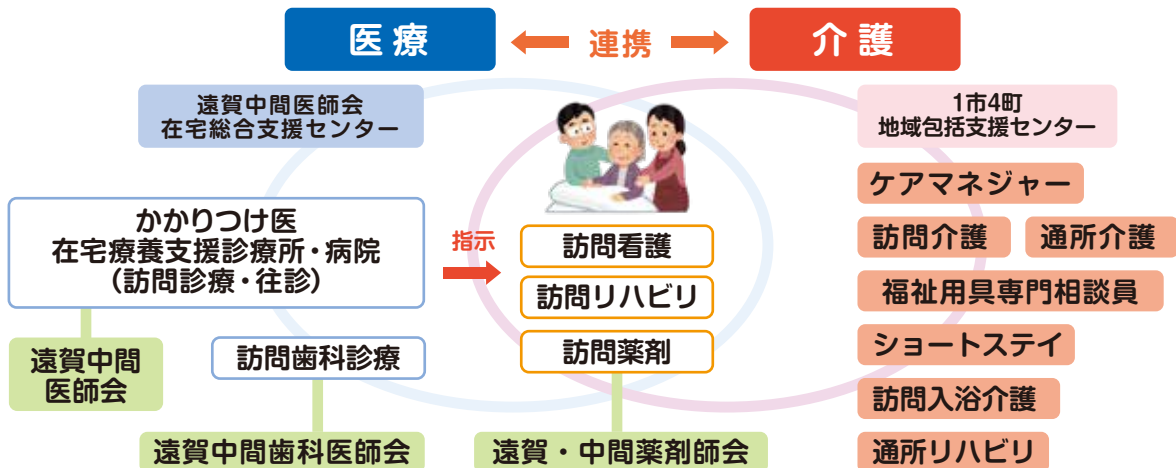 医療
連携
介護
遠賀中間医師会
在宅総合支援センター
1市4町
地域包括支援センター
かかりつけ医
在宅療養支援診療所・病院
（訪問診療・往診）
指示
訪問看護
訪問リハビリ
訪問薬剤
ケアマネジャー
訪問介護
通所介護
福祉用具専門相談員
ショートステイ
訪問入浴介護
通所リハビリ
遠賀中間
医師会
訪問歯科診療
遠賀中間歯科医師会
遠賀・中間薬剤師会